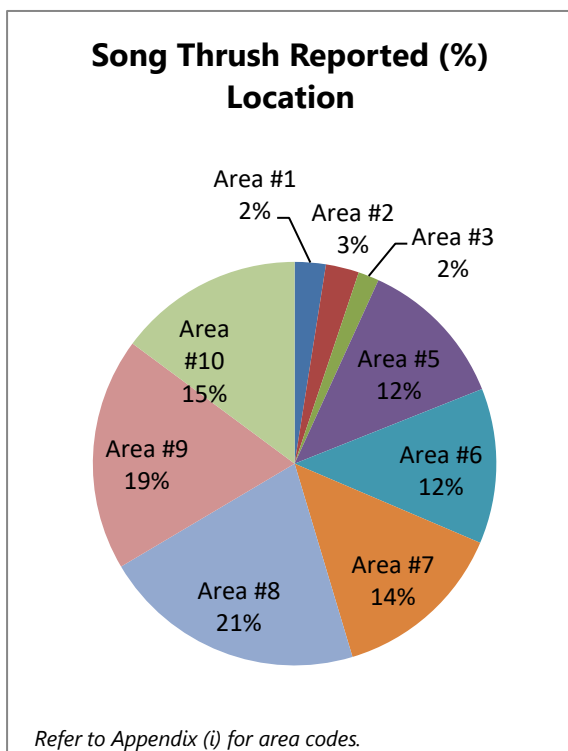 Song Thrush Reported (%)
Location
Area #1
2%
Area #2
3%
Area #3
2%
Area #5
12%
Area #6
12%
Area #7
14%
Area #8
21%
Area #9
19%
Area
#10
15%
Refer to Appendix (i) for area codes.